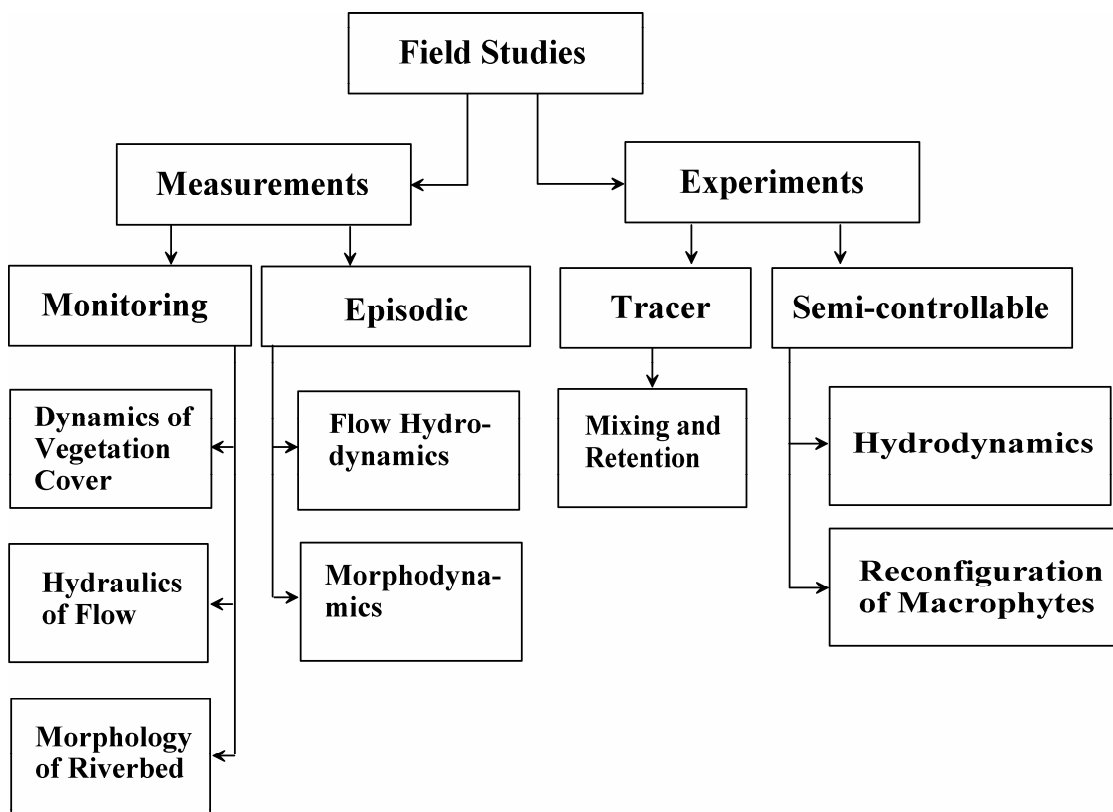 Field Studies
Measurements
Experiments
Monitoring
Episodic
Tracer
Semi-controllable
Dynamics of
Vegetation
Cover
Flow Hydro-
dynamics
Mixing and
Retention
Hydrodynamics
Hydraulics
of Flow
Morphodyna-
mics
Reconfiguration
of Macrophytes
Morphology
of Riverbed